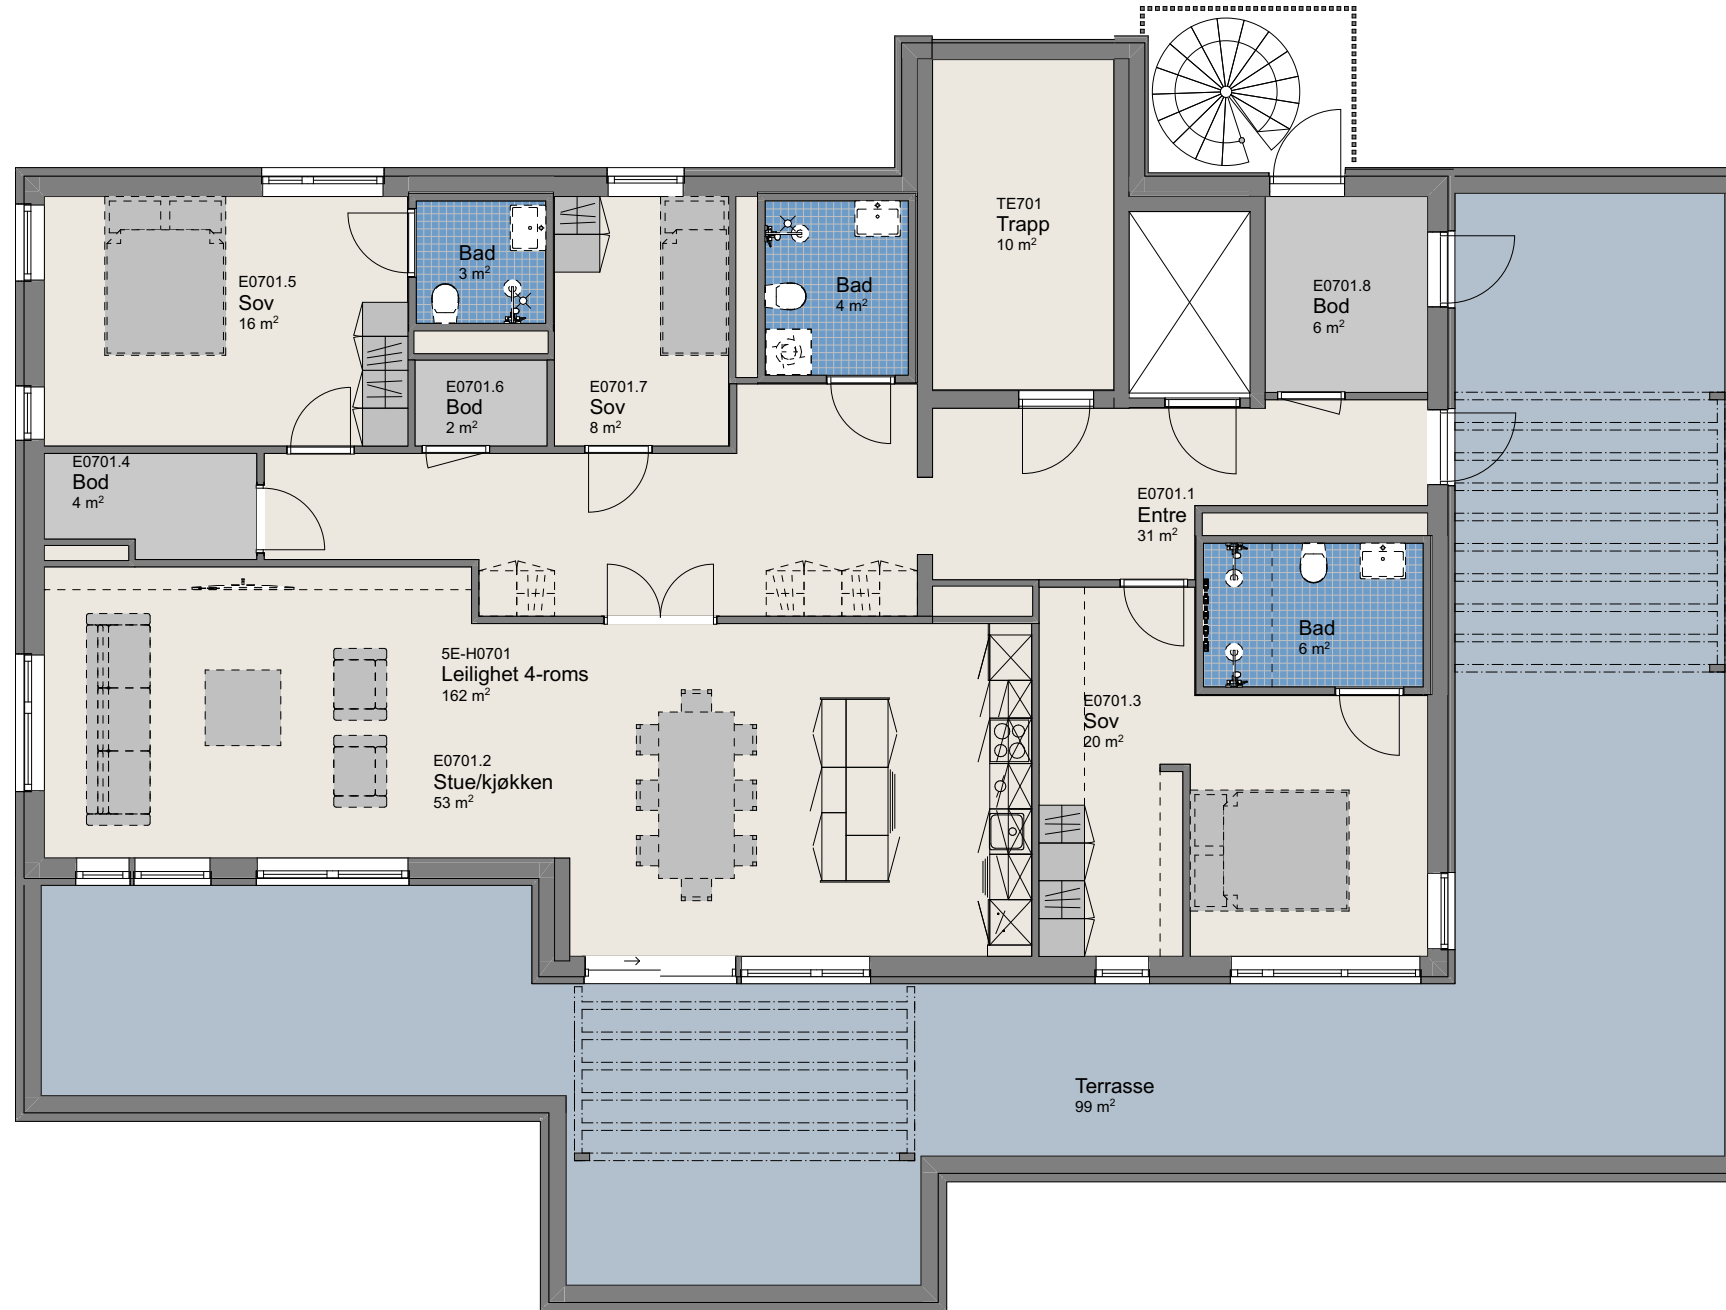 TE701
Trapp
10 m²
Bad
3 m²
E0701.5
Sov
16 m²
Bad
4 m²
E0701.8
Bod
6 m²
E0701.6
Bod
2 m²
E0701.7
Sov
8 m²
E0701.4
Bod
4 m²
E0701.1
Entre
31 m²
Bad
6 m²
5E-H0701
Leilighet 4-roms
162 m²
E0701.3
Sov
20 m²
E0701.2
Stue/kjøkken
53 m²
Terrasse
99 m²